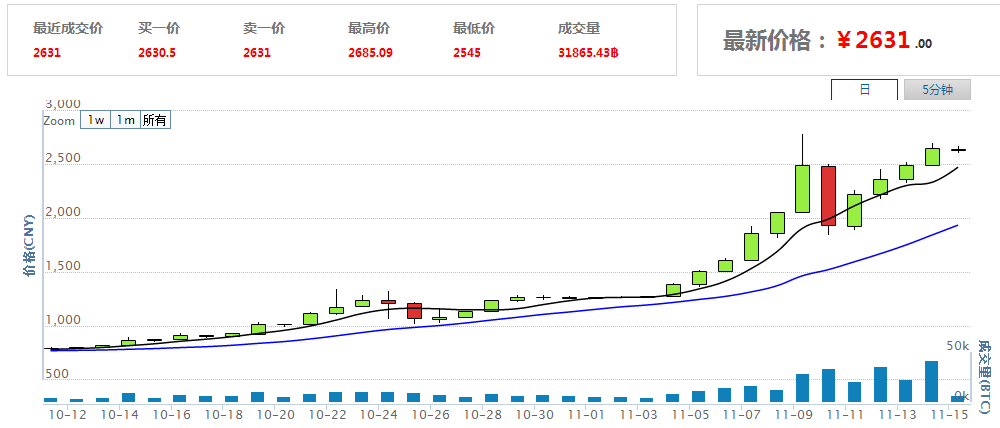 最近成交价 买一价 卖一价 最高价 最低价 成交量
2631 2630.5 2631 2685.09 2545 31865.43฿
最新价格：¥2631.00
日 5分钟
3,000
Zoom 1w 1m 所有
2,500
2,000
价格(CNY)
1,500
1,000
50k
500
成交量(BTC)
0k
10-12 10-14 10-16 10-18 10-20 10-22 10-24 10-26 10-28 10-30 11-01 11-03 11-05 11-07 11-09 11-11 11-13 11-15